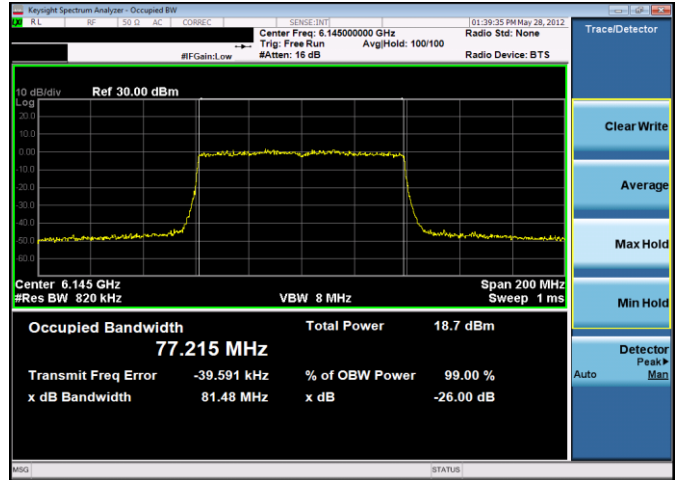 Keysight Spectrum Analyzer - Occupied BW
LXI RL RF 50 Ω AC CORREC SENSE:INT 01:39:35 PM May 28, 2012
Center Freq: 6.145000000 GHz Radio Std: None
Trig: Free Run Avg|Hold: 100/100
#IFGain:Low #Atten: 16 dB Radio Device: BTS
10 dB/div Ref 30.00 dBm
Log
20.0
10.0
0.00
-10.0
-20.0
-30.0
-40.0
-50.0
-60.0
Center 6.145 GHz Span 200 MHz
#Res BW 820 kHz VBW 8 MHz Sweep 1 ms
Occupied Bandwidth Total Power 18.7 dBm
77.215 MHz
Transmit Freq Error -39.591 kHz % of OBW Power 99.00 %
x dB Bandwidth 81.48 MHz x dB -26.00 dB
MSG STATUS
Trace/Detector
Clear Write
Average
Max Hold
Min Hold
Detector
Peak▶
Auto Man